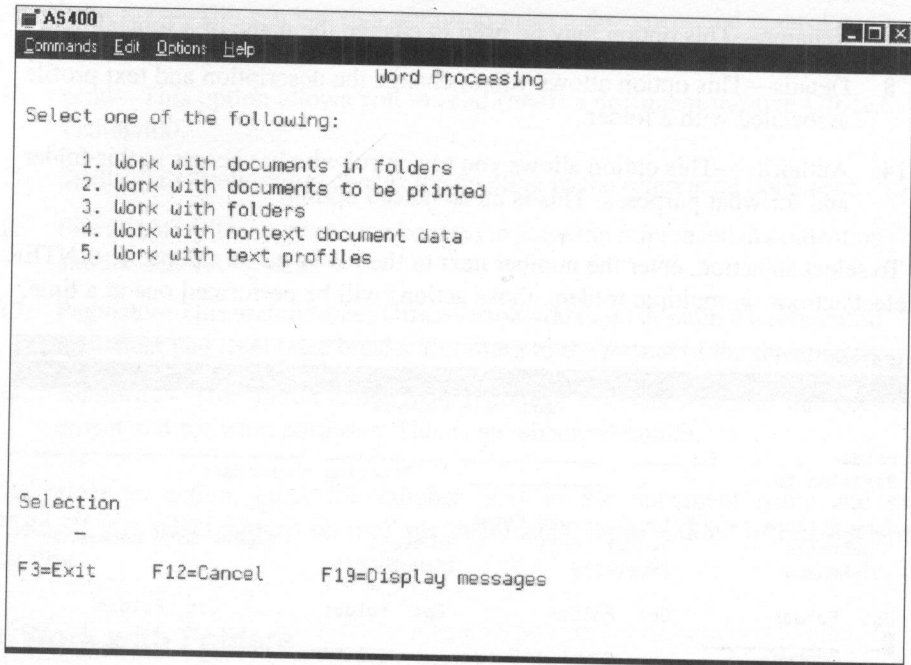 AS400
Commands Edit Options Help
Word Processing
Select one of the following:
1. Work with documents in folders
2. Work with documents to be printed
3. Work with folders
4. Work with nontext document data
5. Work with text profiles
Selection
F3=Exit F12=Cancel F19=Display messages